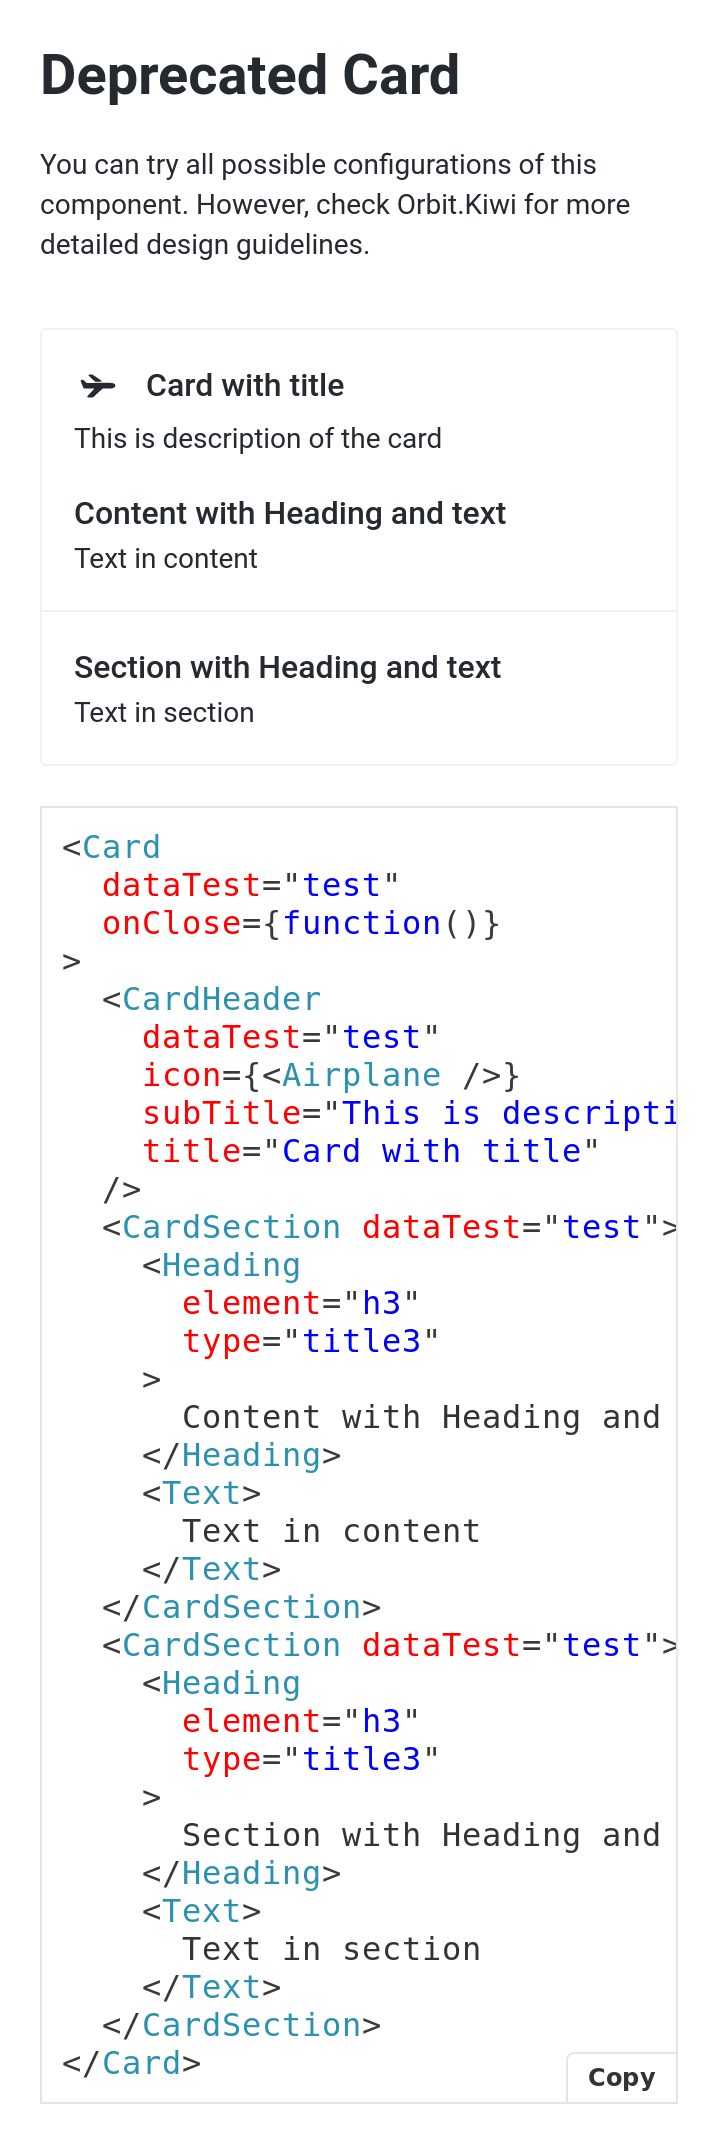 Deprecated Card
You can try all possible configurations of this
component. However, check Orbit.Kiwi for more
detailed design guidelines.
Card with title
This is description of the card
Content with Heading and text
Text in content
Section with Heading and text
Text in section
<Card
  dataTest="test"
  onClose={function()}
>
  <CardHeader
    dataTest="test"
    icon={<Airplane />}
    subTitle="This is descripti
    title="Card with title"
  />
  <CardSection dataTest="test">
    <Heading
      element="h3"
      type="title3"
    >
      Content with Heading and
    </Heading>
    <Text>
      Text in content
    </Text>
  </CardSection>
  <CardSection dataTest="test">
    <Heading
      element="h3"
      type="title3"
    >
      Section with Heading and
    </Heading>
    <Text>
      Text in section
    </Text>
  </CardSection>
</Card>
Copy